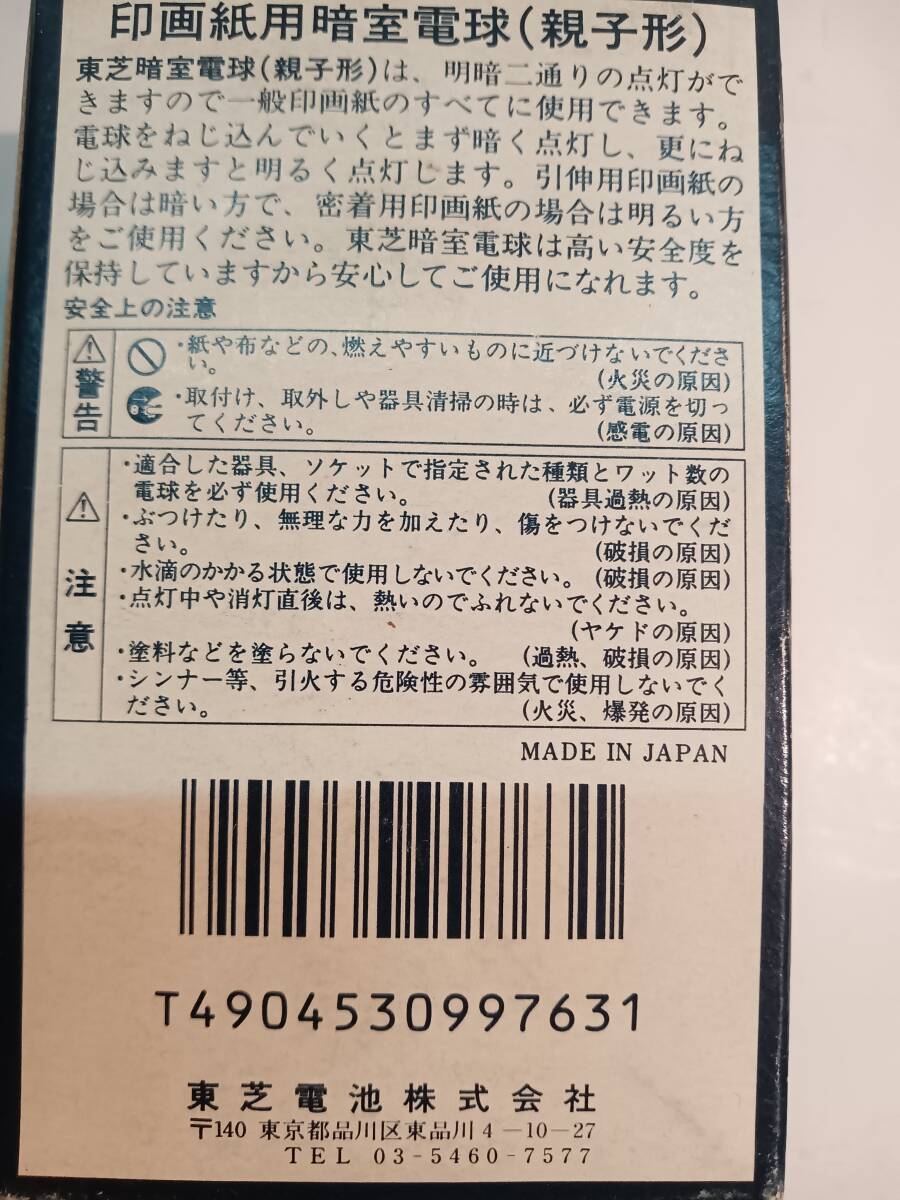 印画紙用暗室電球(親子形)
東芝暗室電球(親子形)は、明暗二通りの点灯がで
きますので一般印画紙のすべてに使用できます。
電球をねじ込んでいくとまず暗く点灯し、更にね
じ込みますと明るく点灯します。引伸用印画紙の
場合は暗い方で、密着用印画紙の場合は明るい方
をご使用ください。東芝暗室電球は高い安全度を
保持していますから安心してご使用になれます。
安全上の注意
警告
・紙や布などの、燃えやすいものに近づけないでくださ
い。 (火災の原因)
・取付け、取外しや器具清掃の時は、必ず電源を切っ
てください。 (感電の原因)
注意
・適合した器具、ソケットで指定された種類とワット数の
電球を必ず使用ください。 (器具過熱の原因)
・ぶつけたり、無理な力を加えたり、傷をつけないでくだ
さい。 (破損の原因)
・水滴のかかる状態で使用しないでください。(破損の原因)
・点灯中や消灯直後は、熱いのでふれないでください。
(ヤケドの原因)
・塗料などを塗らないでください。 (過熱、破損の原因)
・シンナー等、引火する危険性の雰囲気で使用しないでく
ださい。 (火災、爆発の原因)
MADE IN JAPAN
T4904530997631
東芝電池株式会社
〒140 東京都品川区東品川4－10－27
TEL 03-5460-7577